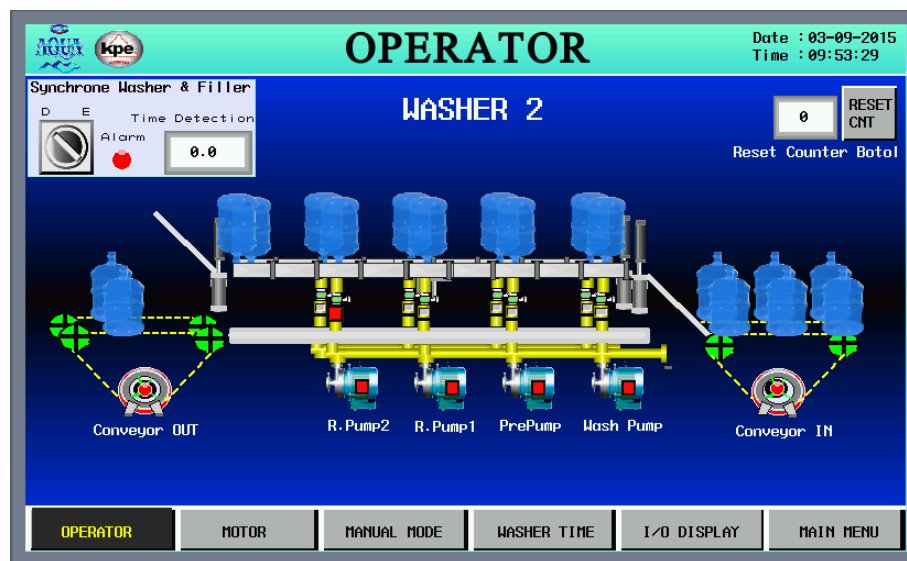 AQUA
kpe
OPERATOR
Date : 03-09-2015
Time : 09:53:29
Synchrone Washer & Filler
D E
Time Detection
Alarm
0.0
WASHER 2
0
RESET
CNT
Reset Counter Botol
Conveyor OUT
R.Pump2
R.Pump1
PrePump
Wash Pump
Conveyor IN
OPERATOR
MOTOR
MANUAL MODE
WASHER TIME
I/O DISPLAY
MAIN MENU